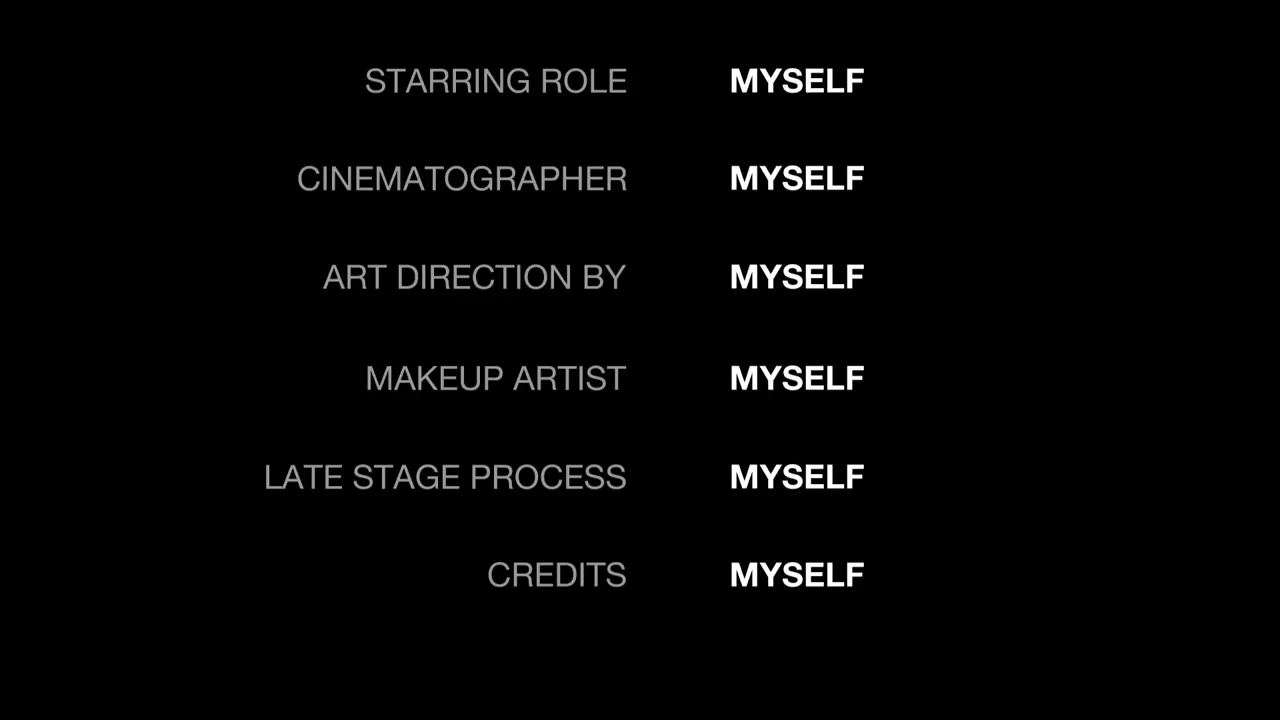 STARRING ROLE MYSELF
CINEMATOGRAPHER MYSELF
ART DIRECTION BY MYSELF
MAKEUP ARTIST MYSELF
LATE STAGE PROCESS MYSELF
CREDITS MYSELF